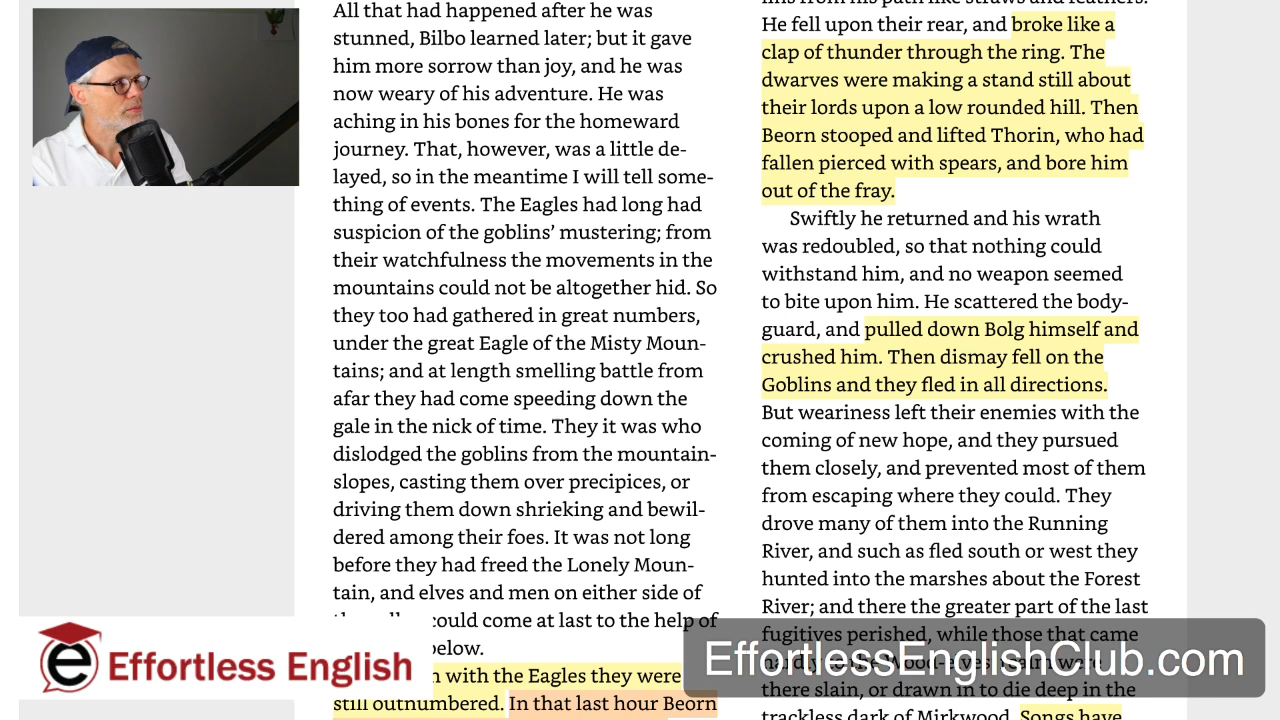 All that had happened after he was
stunned, Bilbo learned later; but it gave
him more sorrow than joy, and he was
now weary of his adventure. He was
aching in his bones for the homeward
journey. That, however, was a little de-
layed, so in the meantime I will tell some-
thing of events. The Eagles had long had
suspicion of the goblins’ mustering; from
their watchfulness the movements in the
mountains could not be altogether hid. So
they too had gathered in great numbers,
under the great Eagle of the Misty Moun-
tains; and at length smelling battle from
afar they had come speeding down the
gale in the nick of time. They it was who
dislodged the goblins from the mountain-
slopes, casting them over precipices, or
driving them down shrieking and bewil-
dered among their foes. It was not long
before they had freed the Lonely Moun-
tain, and elves and men on either side of
could come at last to the help of
below.
with the Eagles they were
still outnumbered. In that last hour Beorn
from his path like straws and feathers.
He fell upon their rear, and broke like a
clap of thunder through the ring. The
dwarves were making a stand still about
their lords upon a low rounded hill. Then
Beorn stooped and lifted Thorin, who had
fallen pierced with spears, and bore him
out of the fray.
Swiftly he returned and his wrath
was redoubled, so that nothing could
withstand him, and no weapon seemed
to bite upon him. He scattered the body-
guard, and pulled down Bolg himself and
crushed him. Then dismay fell on the
Goblins and they fled in all directions.
But weariness left their enemies with the
coming of new hope, and they pursued
them closely, and prevented most of them
from escaping where they could. They
drove many of them into the Running
River, and such as fled south or west they
hunted into the marshes about the Forest
River; and there the greater part of the last
fugitives perished, while those that came
there slain, or drawn in to die deep in the
trackless dark of Mirkwood. Songs have
e Effortless English
EffortlessEnglishClub.com